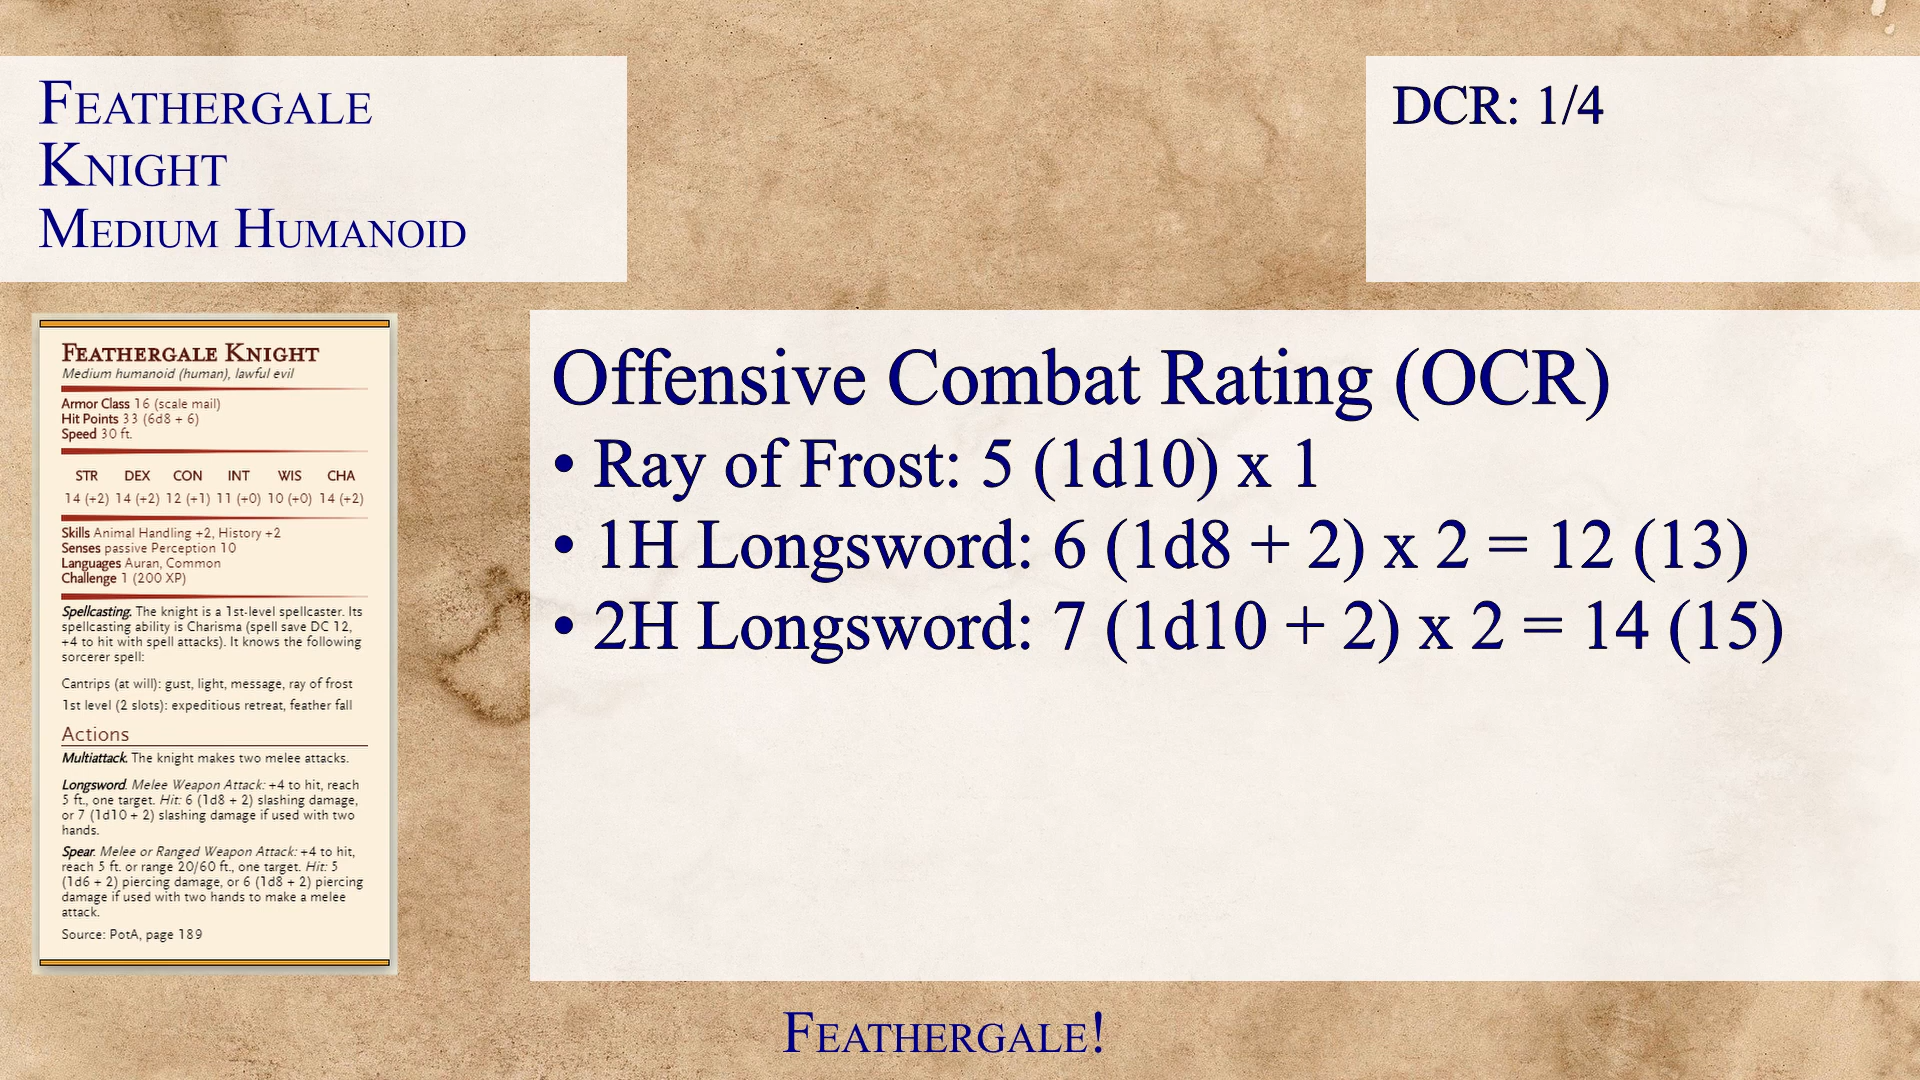 Feathergale
Knight
Medium Humanoid
DCR: 1/4
Feathergale Knight
Medium humanoid (human), lawful evil
Armor Class 16 (scale mail)
Hit Points 33 (6d8 + 6)
Speed 30 ft.
STR DEX CON INT WIS CHA
14 (+2) 14 (+2) 12 (+1) 11 (+0) 10 (+0) 14 (+2)
Skills Animal Handling +2, History +2
Senses passive Perception 10
Languages Auran, Common
Challenge 1 (200 XP)
Spellcasting. The knight is a 1st-level spellcaster. Its
spellcasting ability is Charisma (spell save DC 12,
+4 to hit with spell attacks). It knows the following
sorcerer spell:
Cantrips (at will): gust, light, message, ray of frost
1st level (2 slots): expeditious retreat, feather fall
Actions
Multiattack. The knight makes two melee attacks.
Longsword. Melee Weapon Attack: +4 to hit, reach
5 ft., one target. Hit: 6 (1d8 + 2) slashing damage,
or 7 (1d10 + 2) slashing damage if used with two
hands.
Spear. Melee or Ranged Weapon Attack: +4 to hit,
reach 5 ft. or range 20/60 ft., one target. Hit: 5
(1d6 + 2) piercing damage, or 6 (1d8 + 2) piercing
damage if used with two hands to make a melee
attack.
Source: PotA, page 189
Offensive Combat Rating (OCR)
• Ray of Frost: 5 (1d10) x 1
• 1H Longsword: 6 (1d8 + 2) x 2 = 12 (13)
• 2H Longsword: 7 (1d10 + 2) x 2 = 14 (15)
Feathergale!